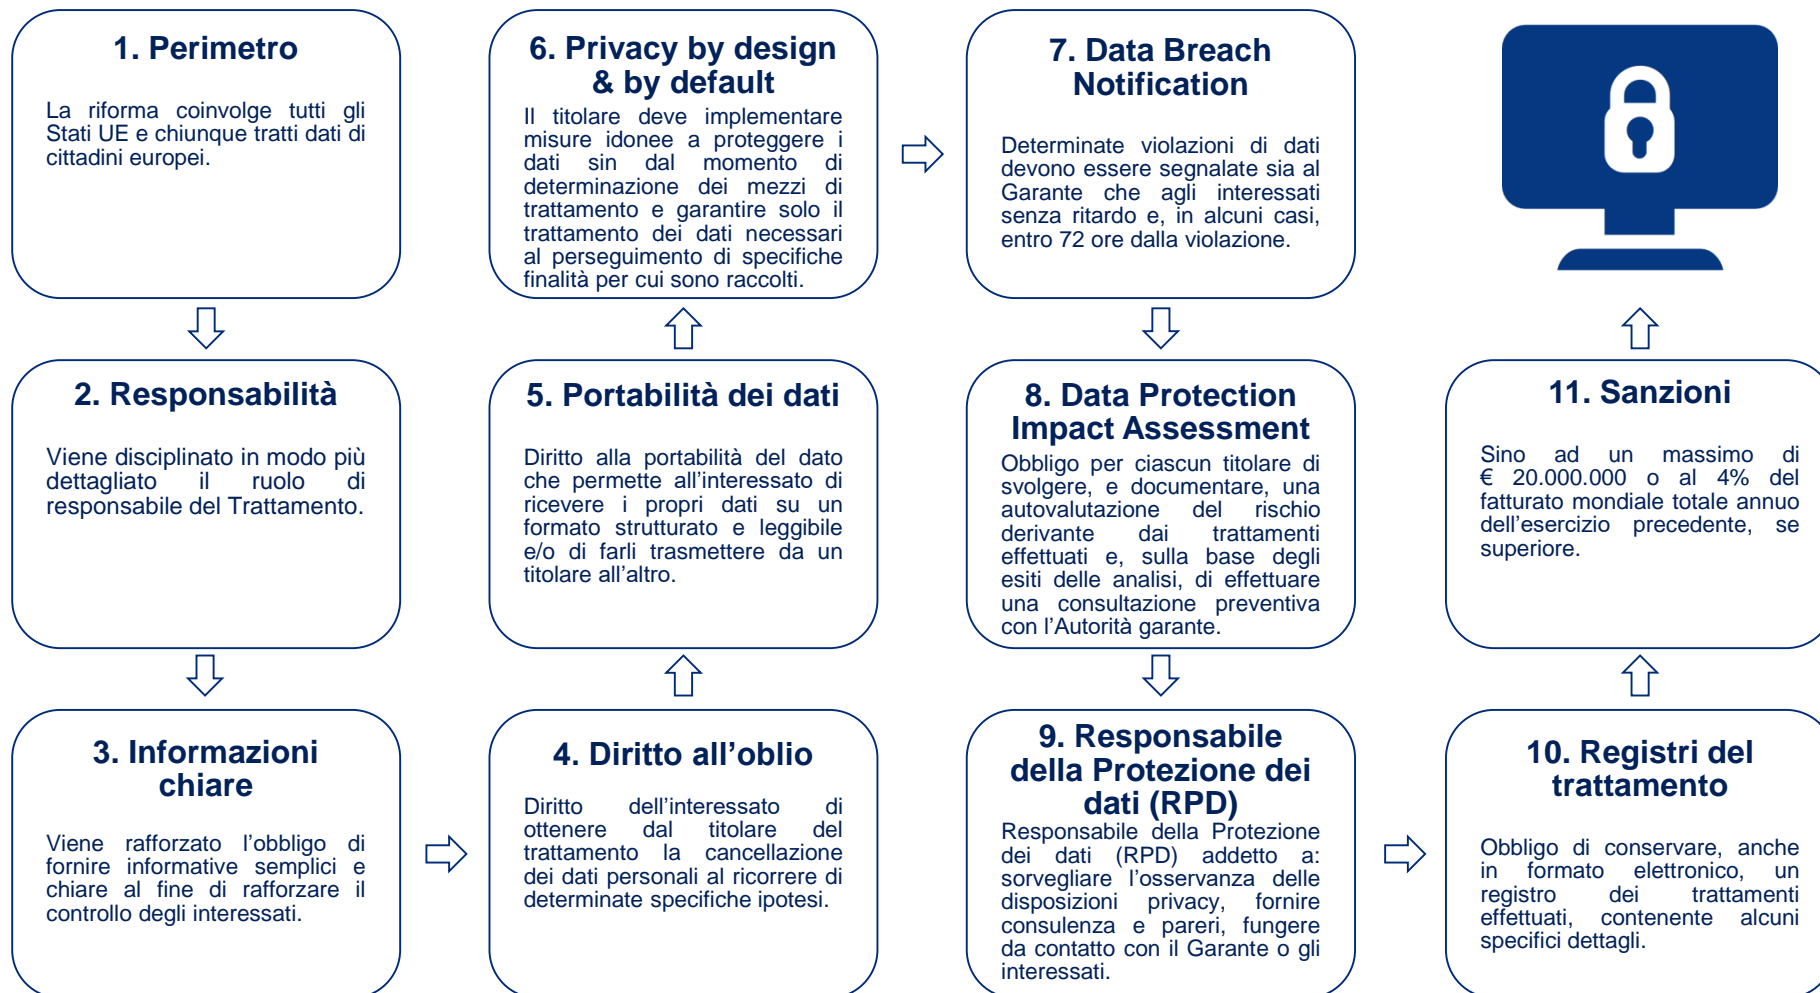 1. Perimetro
La riforma coinvolge tutti gli
Stati UE e chiunque tratti dati di
cittadini europei.
2. Responsabilità
Viene disciplinato in modo più
dettagliato il ruolo di
responsabile del Trattamento.
3. Informazioni
chiare
Viene rafforzato l’obbligo di
fornire informative semplici e
chiare al fine di rafforzare il
controllo degli interessati.
4. Diritto all’oblio
Diritto dell’interessato di
ottenere dal titolare del
trattamento la cancellazione
dei dati personali al ricorrere di
determinate specifiche ipotesi.
5. Portabilità dei dati
Diritto alla portabilità del dato
che permette all’interessato di
ricevere i propri dati su un
formato strutturato e leggibile
e/o di farli trasmettere da un
titolare all’altro.
6. Privacy by design
& by default
Il titolare deve implementare
misure idonee a proteggere i
dati sin dal momento di
determinazione dei mezzi di
trattamento e garantire solo il
trattamento dei dati necessari
al perseguimento di specifiche
finalità per cui sono raccolti.
7. Data Breach
Notification
Determinate violazioni di dati
devono essere segnalate sia al
Garante che agli interessati
senza ritardo e, in alcuni casi,
entro 72 ore dalla violazione.
8. Data Protection
Impact Assessment
Obbligo per ciascun titolare di
svolgere, e documentare, una
autovalutazione del rischio
derivante dai trattamenti
effettuati e, sulla base degli
esiti delle analisi, di effettuare
una consultazione preventiva
con l’Autorità garante.
9. Responsabile
della Protezione dei
dati (RPD)
Responsabile della Protezione
dei dati (RPD) addetto a:
sorvegliare l’osservanza delle
disposizioni privacy, fornire
consulenza e pareri, fungere
da contatto con il Garante o gli
interessati.
10. Registri del
trattamento
Obbligo di conservare, anche
in formato elettronico, un
registro dei trattamenti
effettuati, contenente alcuni
specifici dettagli.
11. Sanzioni
Sino ad un massimo di
€ 20.000.000 o al 4% del
fatturato mondiale totale annuo
dell’esercizio precedente, se
superiore.